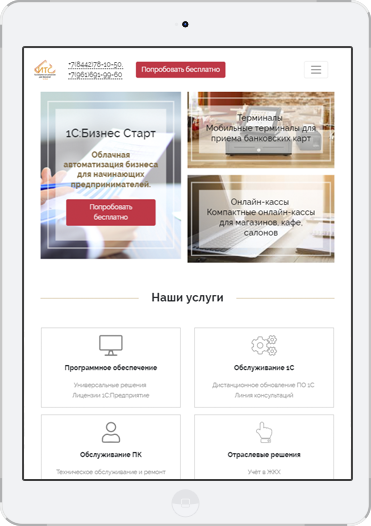 +7(8442)78-10-50,
+7(961)691-99-60
Попробовать бесплатно
1С:Бизнес Старт
Облачная
автоматизация бизнеса
для начинающих
предпринимателей.
Попробовать
бесплатно
Терминалы
Мобильные терминалы для
приема банковских карт
Онлайн-кассы
Компактные онлайн-кассы
для магазинов, кафе,
салонов
Наши услуги
Программное обеспечение
Универсальные решения
Лицензии 1С:Предприятие
Обслуживание 1С
Дистанционное обновление ПО 1С
Линия консультаций
Обслуживание ПК
Техническое обслуживание и ремонт
Отраслевые решения
Учёт в ЖКХ